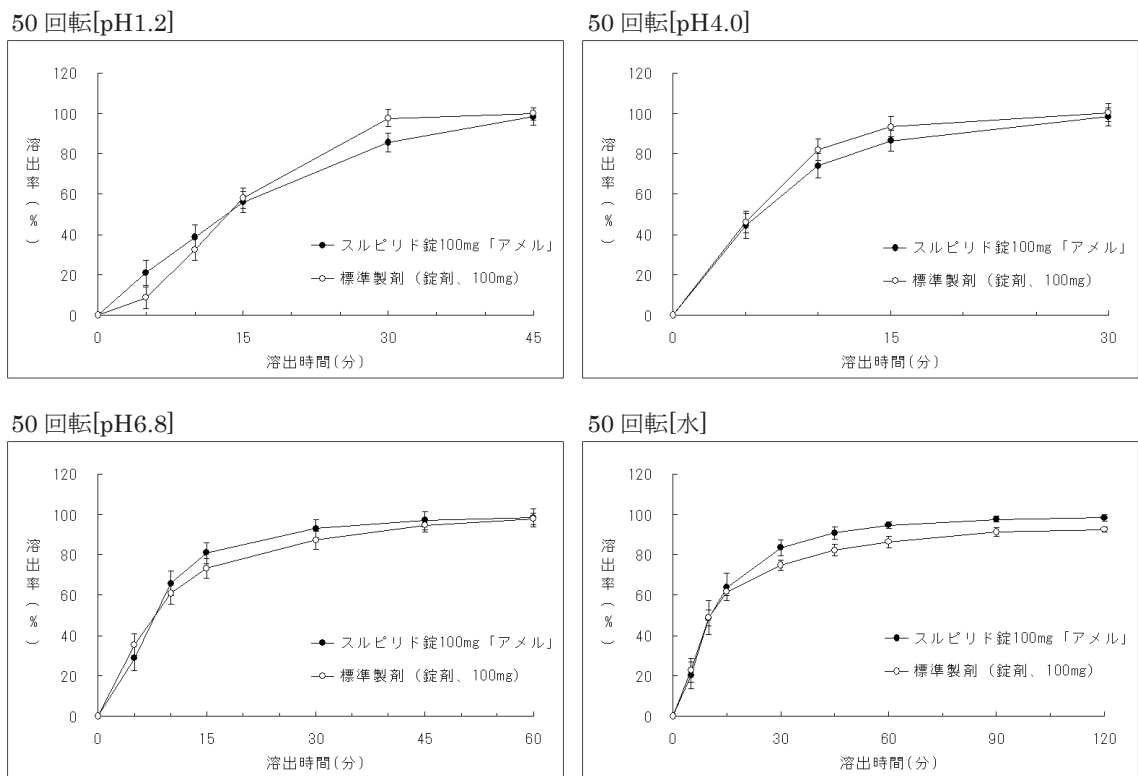 50 回転[pH1.2]
120
100
80
60
40
20
0
溶出率(%)
0 15 30 45
溶出時間(分)
スルピリド錠100mg「アメル」
標準製剤(錠剤、100mg)
50 回転[pH4.0]
120
100
80
60
40
20
0
溶出率(%)
0 15 30
溶出時間(分)
スルピリド錠100mg「アメル」
標準製剤(錠剤、100mg)
50 回転[pH6.8]
120
100
80
60
40
20
0
溶出率(%)
0 15 30 45 60
溶出時間(分)
スルピリド錠100mg「アメル」
標準製剤(錠剤、100mg)
50 回転[水]
120
100
80
60
40
20
0
溶出率(%)
0 30 60 90 120
溶出時間(分)
スルピリド錠100mg「アメル」
標準製剤(錠剤、100mg)